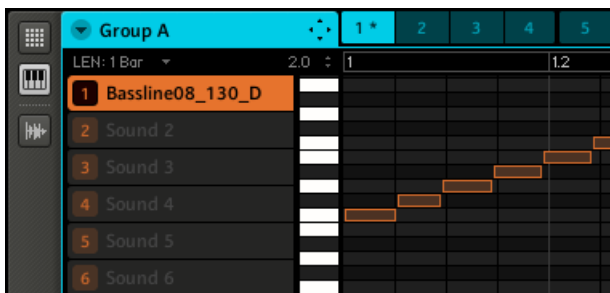 Group A
1 *
2
3
4
5
LEN: 1 Bar
2.0
1
1.2
1 Bassline08_130_D
2 Sound 2
3 Sound 3
4 Sound 4
5 Sound 5
6 Sound 6